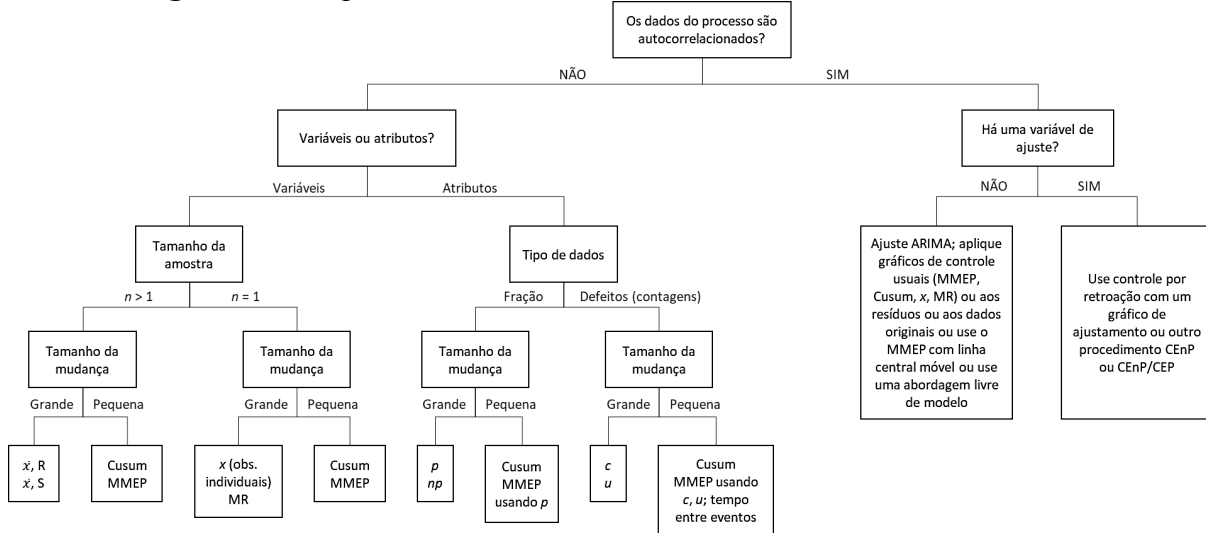 Os dados do processo são
autocorrelacionados?
NÃO
SIM
Variáveis ou atributos?
Há uma variável de
ajuste?
Variáveis
Atributos
NÃO
SIM
Tamanho da
amostra
Tipo de dados
Ajuste ARIMA; aplique
gráficos de controle
usuais (MMEP,
Cusum, x, MR) ou aos
resíduos ou aos dados
originais ou use o
MMEP com linha
central móvel ou use
uma abordagem livre
de modelo
Use controle por
retroação com um
gráfico de
ajustamento ou outro
procedimento CEnP
ou CEnP/CEP
n > 1
n = 1
Fração
Defeitos (contagens)
Tamanho da
mudança
Tamanho da
mudança
Tamanho da
mudança
Tamanho da
mudança
Grande
Pequena
Grande
Pequena
Grande
Pequena
Grande
Pequena
ẋ, R
ẋ, S
Cusum
MMEP
x (obs.
individuais)
MR
Cusum
MMEP
p
np
Cusum
MMEP
usando p
c
u
Cusum
MMEP usando
c, u; tempo
entre eventos